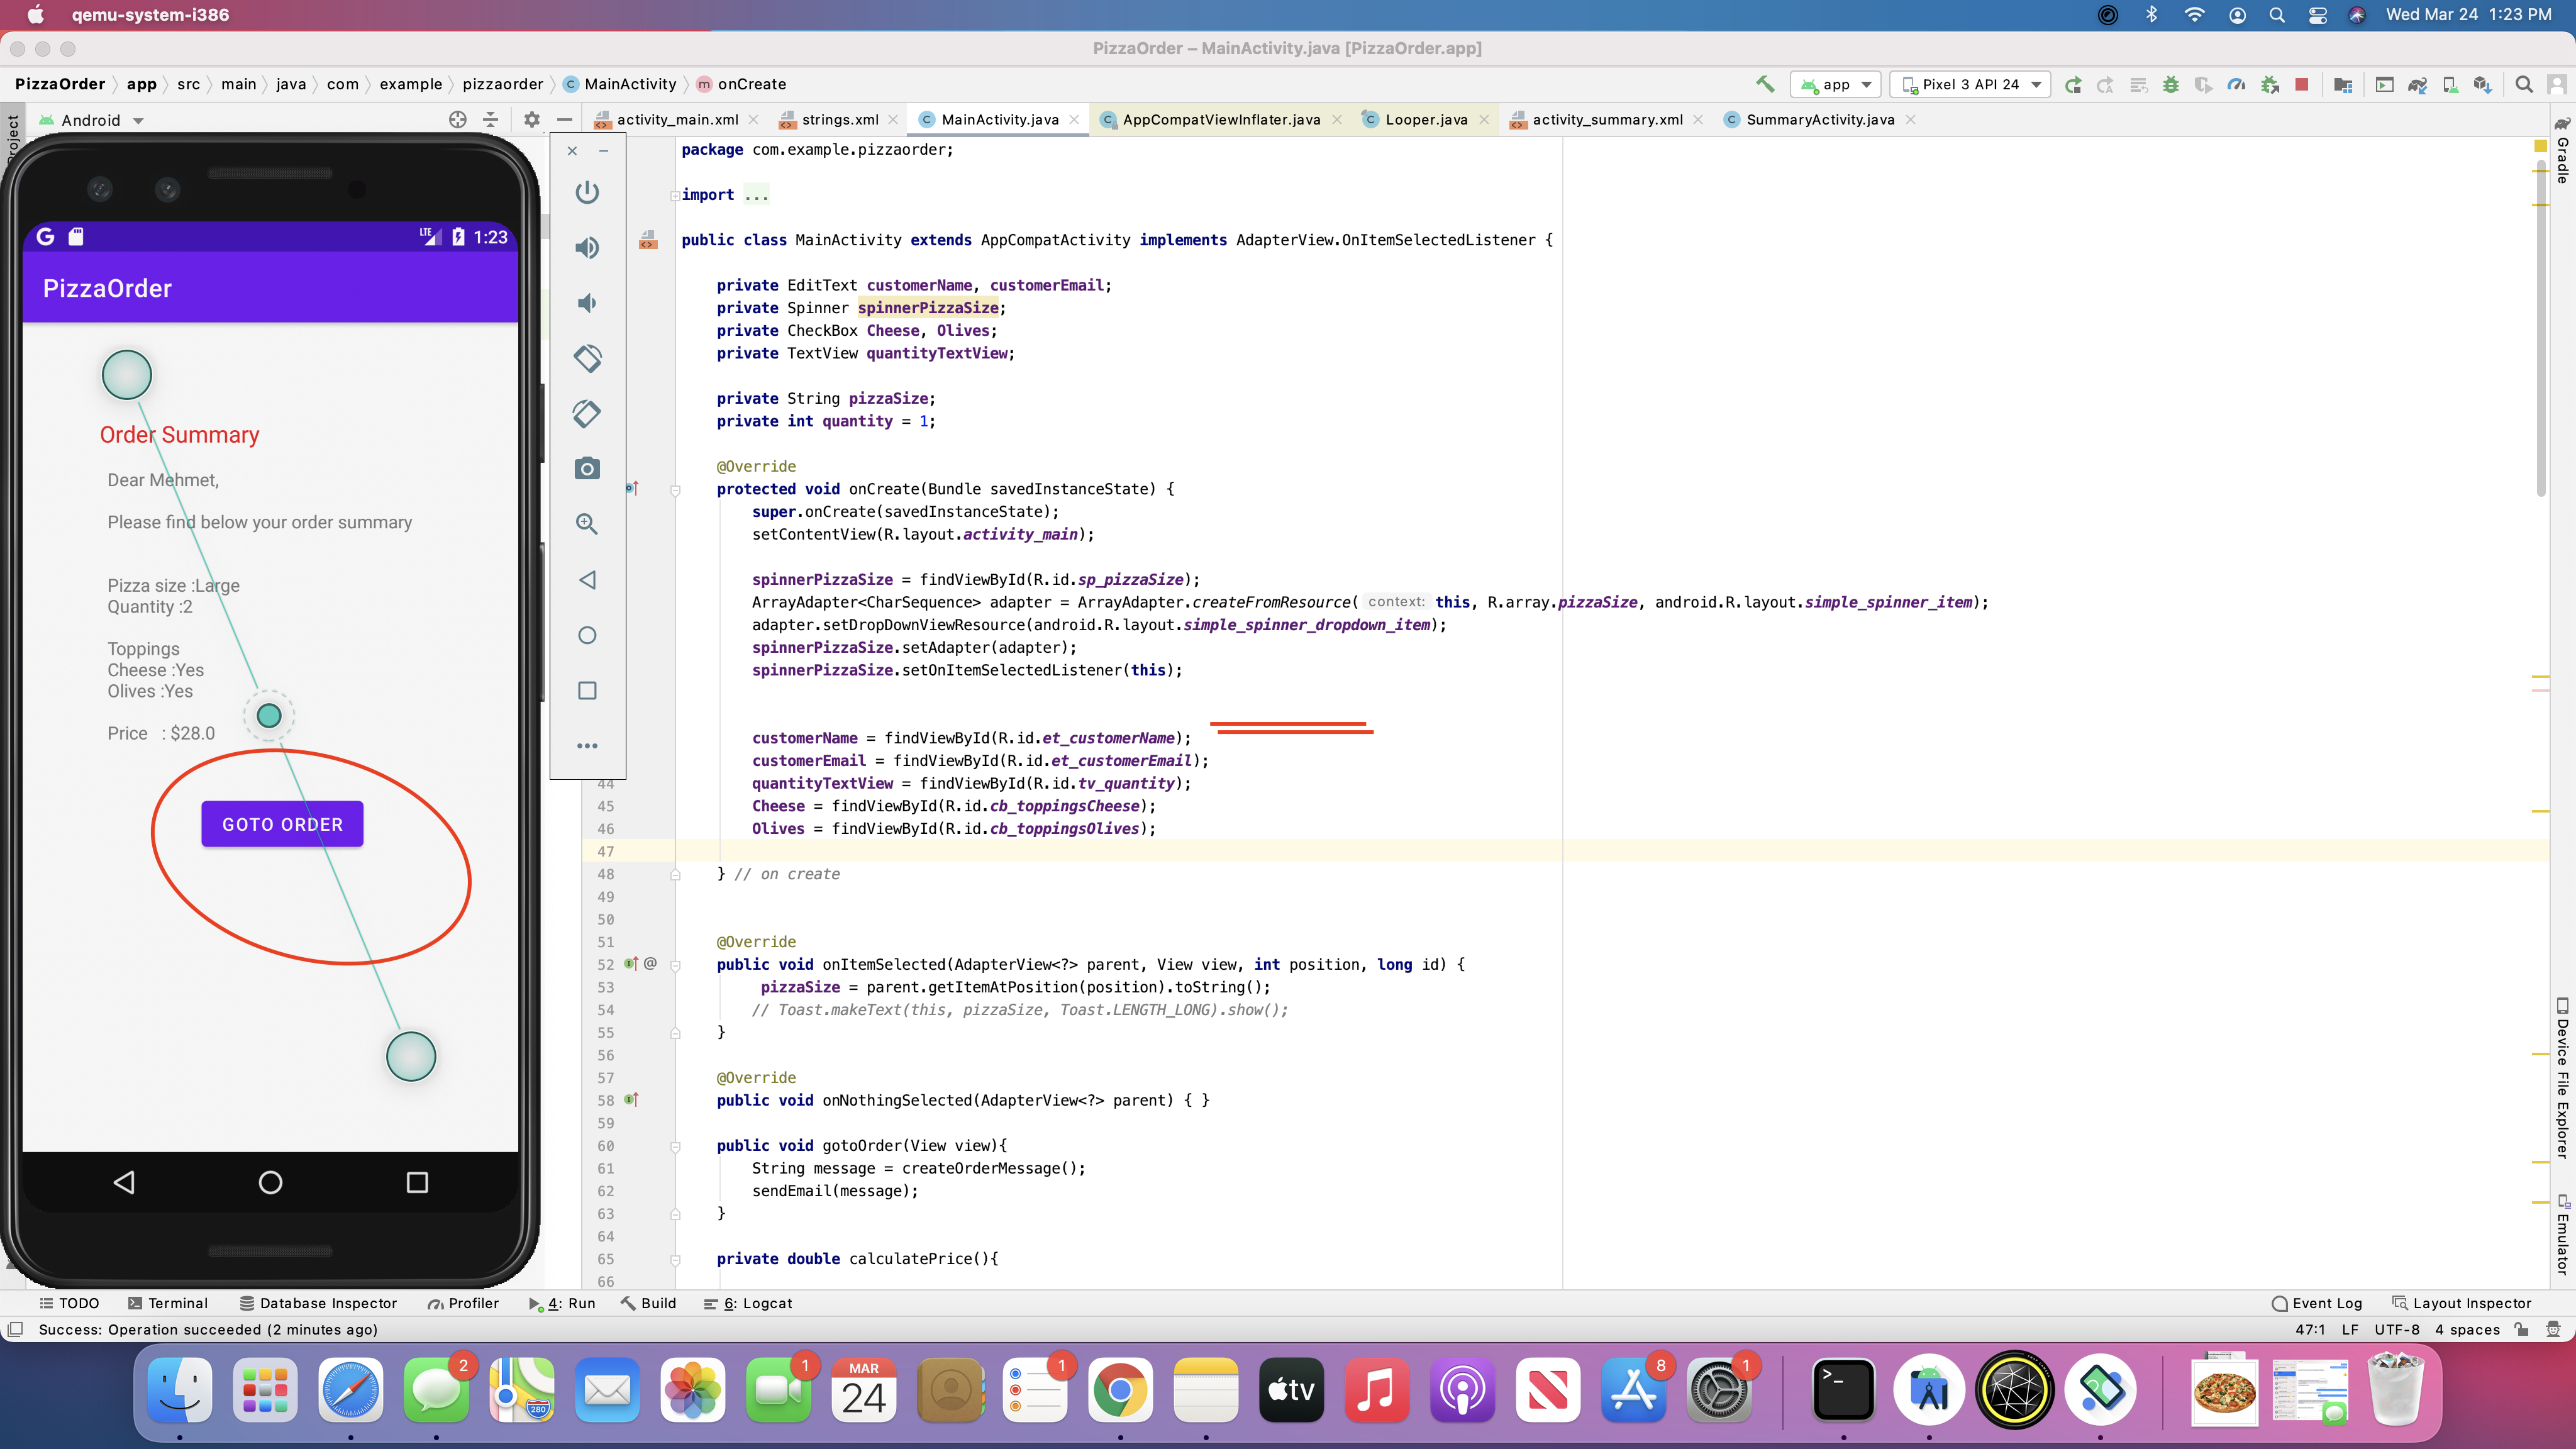 qemu-system-i386
Wed Mar 24 1:23 PM
PizzaOrder – MainActivity.java [PizzaOrder.app]
PizzaOrder app src main java com example pizzaorder MainActivity onCreate
app Pixel 3 API 24
Project
Android
activity_main.xml strings.xml MainActivity.java AppCompatViewInflater.java Looper.java activity_summary.xml SummaryActivity.java
Gradle
LTE 1:23
PizzaOrder
Order Summary
Dear Mehmet,
Please find below your order summary
Pizza size :Large
Quantity :2
Toppings
Cheese :Yes
Olives :Yes
Price : $28.0
GOTO ORDER
package com.example.pizzaorder;
import ...
public class MainActivity extends AppCompatActivity implements AdapterView.OnItemSelectedListener {
private EditText customerName, customerEmail;
private Spinner spinnerPizzaSize;
private CheckBox Cheese, Olives;
private TextView quantityTextView;
private String pizzaSize;
private int quantity = 1;
@Override
protected void onCreate(Bundle savedInstanceState) {
super.onCreate(savedInstanceState);
setContentView(R.layout.activity_main);
spinnerPizzaSize = findViewById(R.id.sp_pizzaSize);
ArrayAdapter<CharSequence> adapter = ArrayAdapter.createFromResource( context: this, R.array.pizzaSize, android.R.layout.simple_spinner_item);
adapter.setDropDownViewResource(android.R.layout.simple_spinner_dropdown_item);
spinnerPizzaSize.setAdapter(adapter);
spinnerPizzaSize.setOnItemSelectedListener(this);
customerName = findViewById(R.id.et_customerName);
customerEmail = findViewById(R.id.et_customerEmail);
44 quantityTextView = findViewById(R.id.tv_quantity);
45 Cheese = findViewById(R.id.cb_toppingsCheese);
46 Olives = findViewById(R.id.cb_toppingsOlives);
47
48 } // on create
49
50
51 @Override
52 @ public void onItemSelected(AdapterView<?> parent, View view, int position, long id) {
53 pizzaSize = parent.getItemAtPosition(position).toString();
54 // Toast.makeText(this, pizzaSize, Toast.LENGTH_LONG).show();
55 }
56
57 @Override
58 public void onNothingSelected(AdapterView<?> parent) { }
59
60 public void gotoOrder(View view){
61 String message = createOrderMessage();
62 sendEmail(message);
63 }
64
65 private double calculatePrice(){
66
Device File Explorer
Emulator
TODO Terminal Database Inspector Profiler 4: Run Build 6: Logcat Event Log Layout Inspector
Success: Operation succeeded (2 minutes ago)
47:1 LF UTF-8 4 spaces
2 1 MAR 24 1 tv 8 1
280